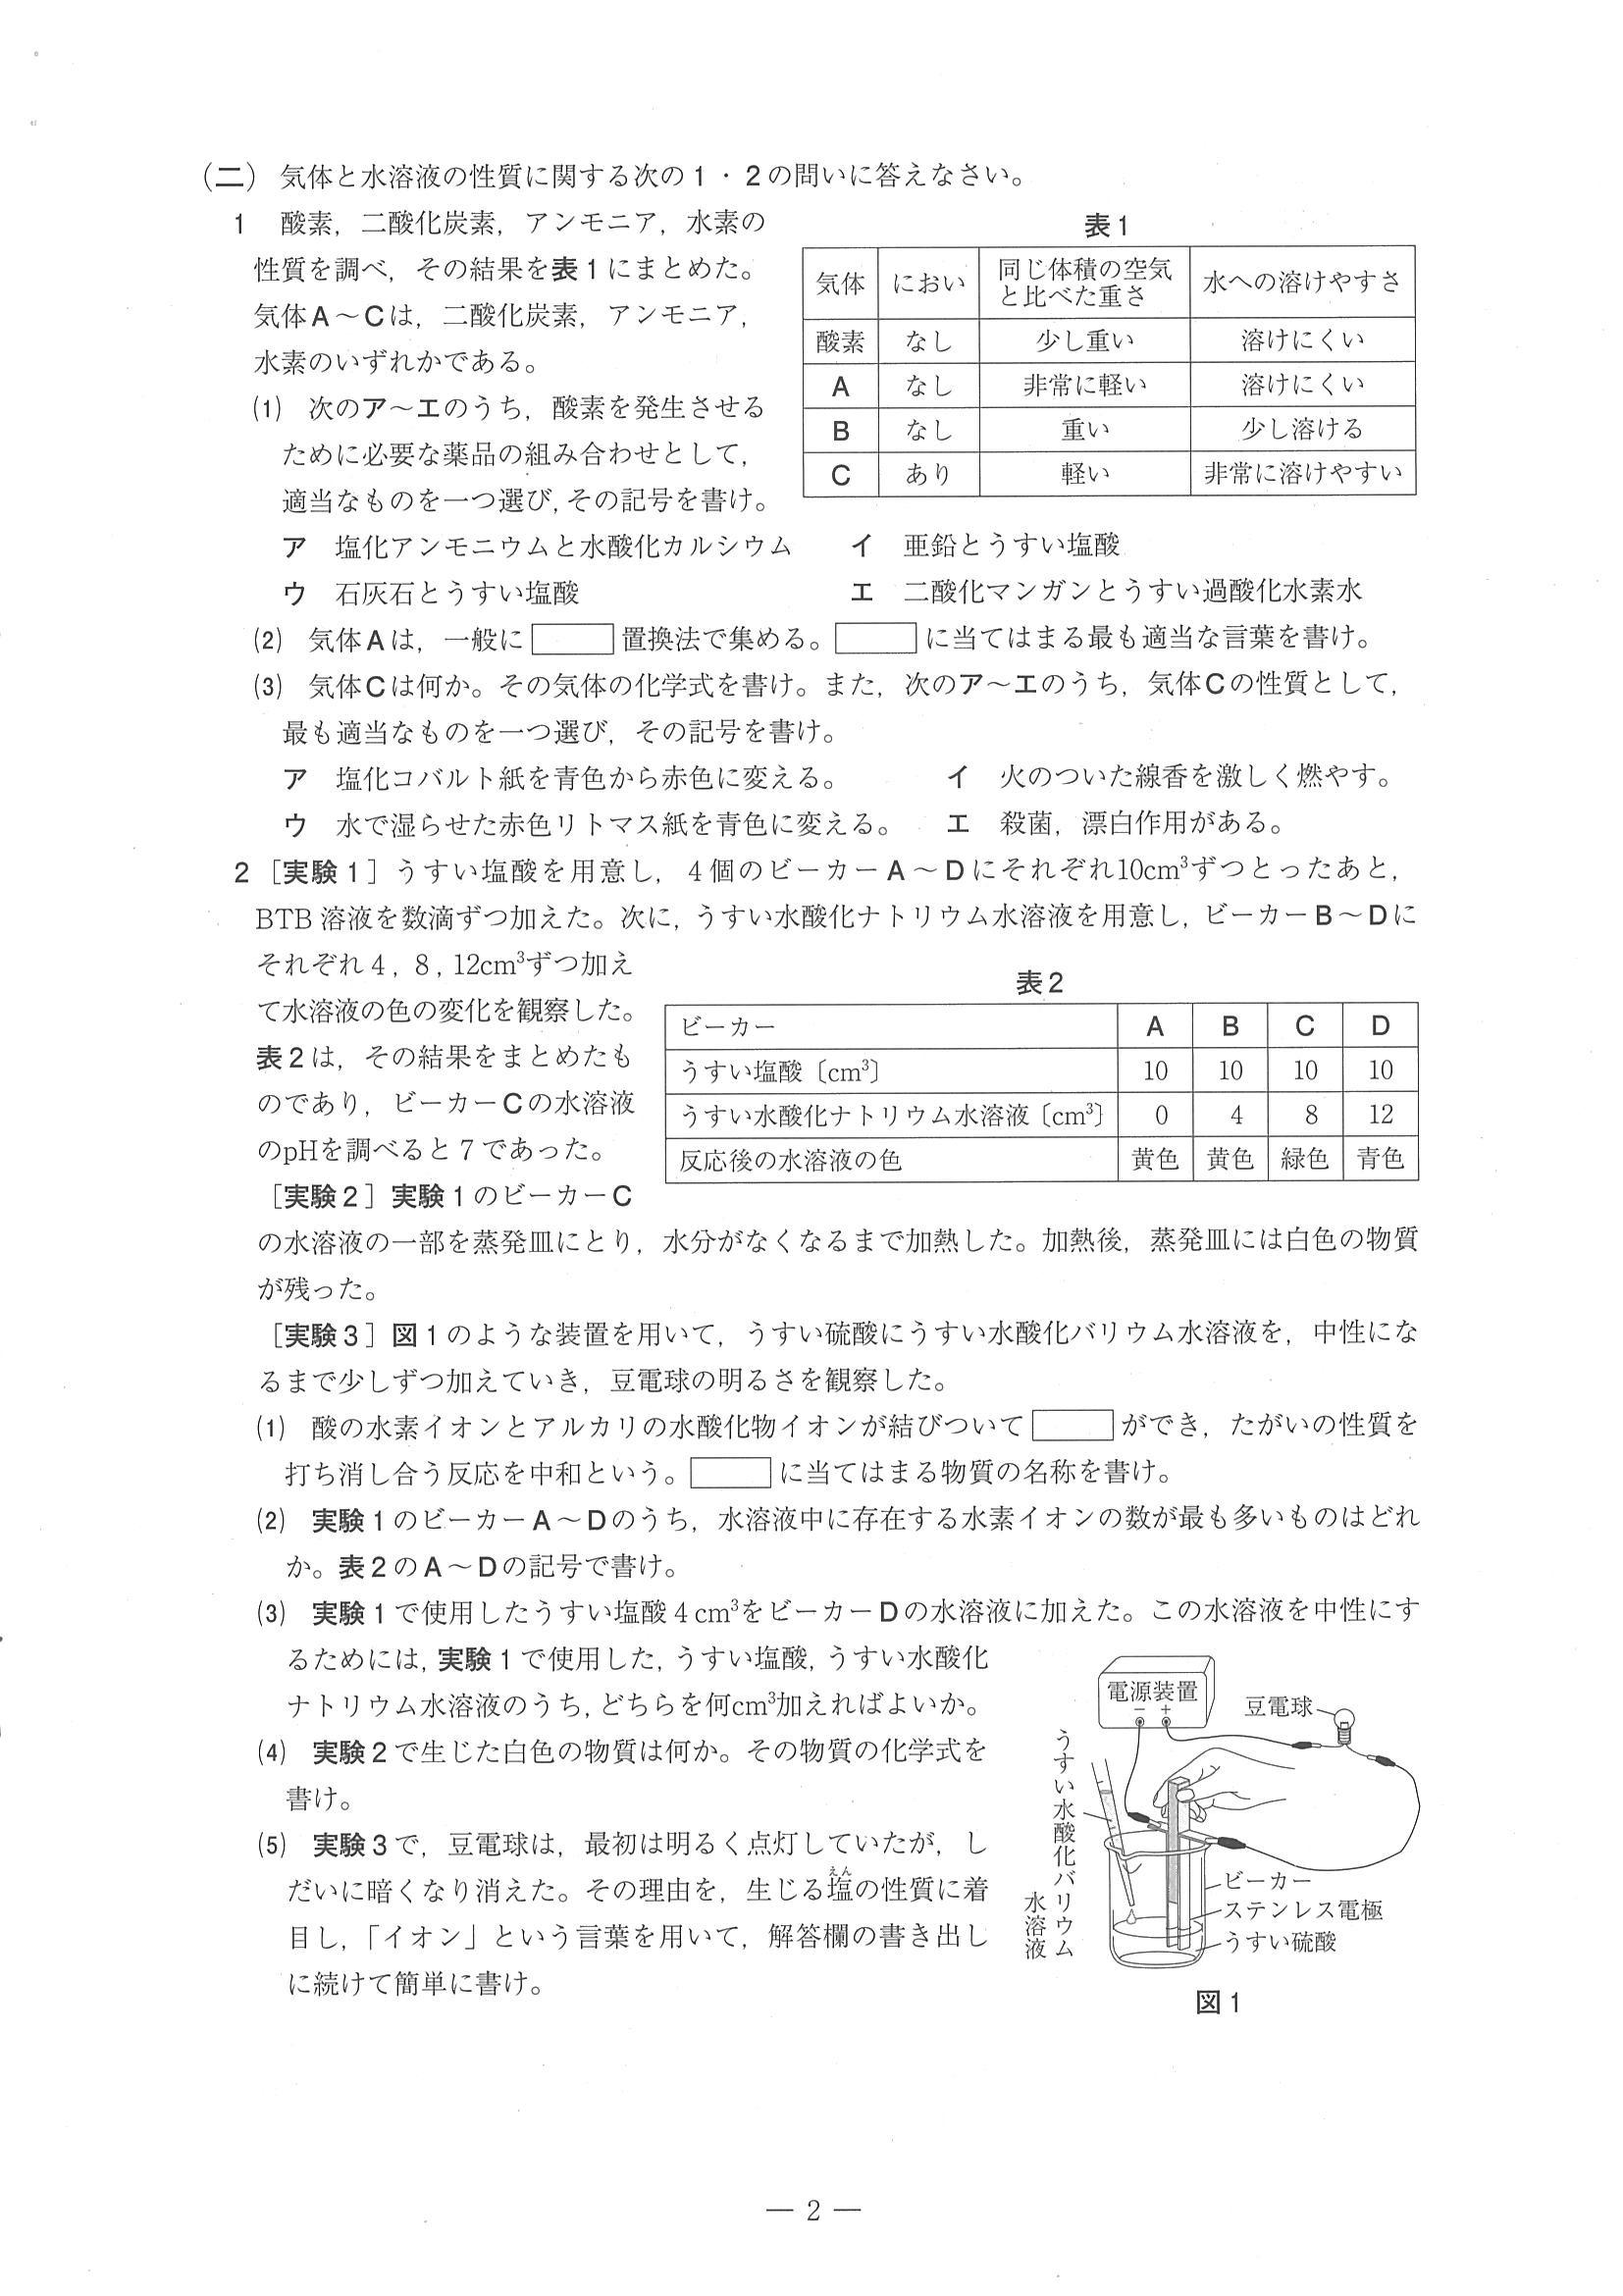 (二) 気体と水溶液の性質に関する次の1・2の問いに答えなさい。
1 酸素，二酸化炭素，アンモニア，水素の
性質を調べ，その結果を表1にまとめた。
気体A～Cは，二酸化炭素，アンモニア，
水素のいずれかである。
表1
気体 におい 同じ体積の空気と比べた重さ 水への溶けやすさ
酸素 なし 少し重い 溶けにくい
A なし 非常に軽い 溶けにくい
B なし 重い 少し溶ける
C あり 軽い 非常に溶けやすい
(1) 次のア～エのうち，酸素を発生させる
ために必要な薬品の組み合わせとして，
適当なものを一つ選び，その記号を書け。
ア 塩化アンモニウムと水酸化カルシウム イ 亜鉛とうすい塩酸
ウ 石灰石とうすい塩酸 エ 二酸化マンガンとうすい過酸化水素水
(2) 気体Aは，一般に 置換法で集める。 に当てはまる最も適当な言葉を書け。
(3) 気体Cは何か。その気体の化学式を書け。また，次のア～エのうち，気体Cの性質として，
最も適当なものを一つ選び，その記号を書け。
ア 塩化コバルト紙を青色から赤色に変える。 イ 火のついた線香を激しく燃やす。
ウ 水で湿らせた赤色リトマス紙を青色に変える。 エ 殺菌，漂白作用がある。
2 ［実験1］うすい塩酸を用意し，4個のビーカーA～Dにそれぞれ10cm³ずつとったあと，
BTB溶液を数滴ずつ加えた。次に，うすい水酸化ナトリウム水溶液を用意し，ビーカーB～Dに
それぞれ4，8，12cm³ずつ加え
て水溶液の色の変化を観察した。
表2は，その結果をまとめたも
のであり，ビーカーCの水溶液
のpHを調べると7であった。
表2
ビーカー A B C D
うすい塩酸〔cm³〕 10 10 10 10
うすい水酸化ナトリウム水溶液〔cm³〕 0 4 8 12
反応後の水溶液の色 黄色 黄色 緑色 青色
［実験2］実験1のビーカーC
の水溶液の一部を蒸発皿にとり，水分がなくなるまで加熱した。加熱後，蒸発皿には白色の物質
が残った。
［実験3］図1のような装置を用いて，うすい硫酸にうすい水酸化バリウム水溶液を，中性にな
るまで少しずつ加えていき，豆電球の明るさを観察した。
(1) 酸の水素イオンとアルカリの水酸化物イオンが結びついて ができ，たがいの性質を
打ち消し合う反応を中和という。 に当てはまる物質の名称を書け。
(2) 実験1のビーカーA～Dのうち，水溶液中に存在する水素イオンの数が最も多いものはどれ
か。表2のA～Dの記号で書け。
(3) 実験1で使用したうすい塩酸4cm³をビーカーDの水溶液に加えた。この水溶液を中性にす
るためには，実験1で使用した，うすい塩酸，うすい水酸化
ナトリウム水溶液のうち，どちらを何cm³加えればよいか。
(4) 実験2で生じた白色の物質は何か。その物質の化学式を
書け。
(5) 実験3で，豆電球は，最初は明るく点灯していたが，し
だいに暗くなり消えた。その理由を，生じる塩の性質に着
えん
目し，「イオン」という言葉を用いて，解答欄の書き出し
に続けて簡単に書け。
電源装置
－ ＋
豆電球
うすい水酸化バリウム
水溶液
ビーカー
ステンレス電極
うすい硫酸
図1
― 2 ―